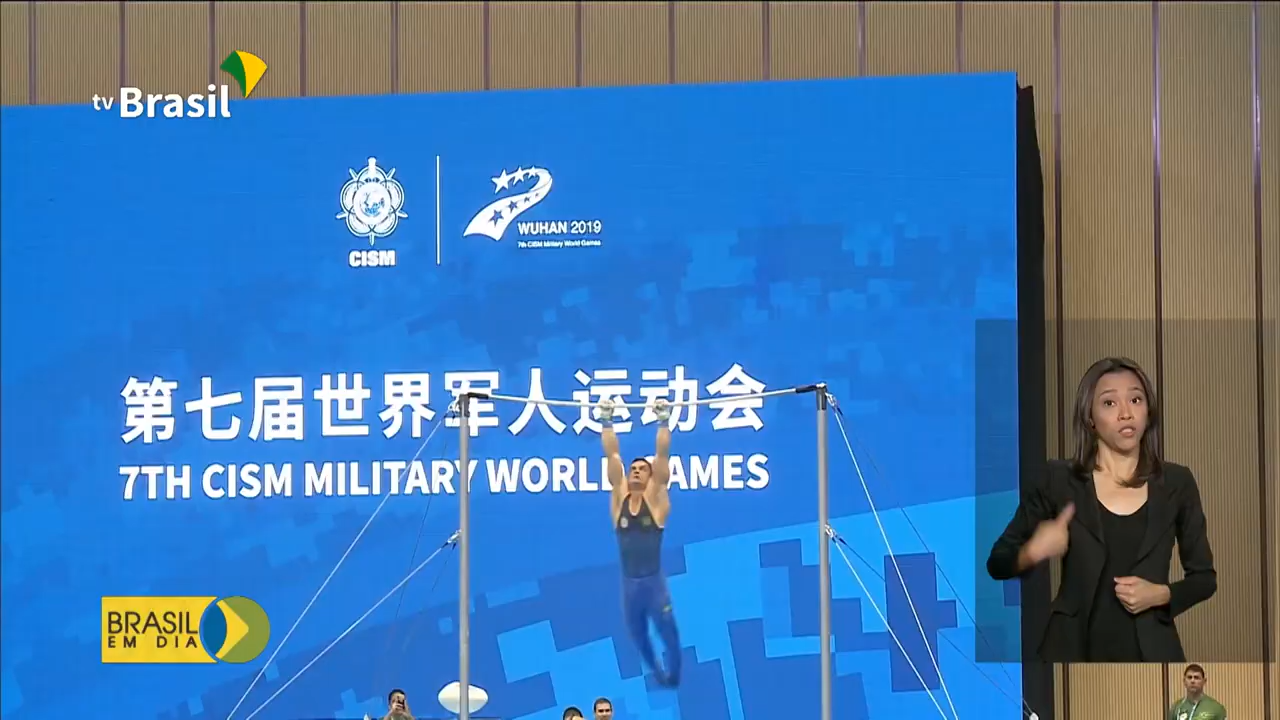 tv Brasil
CISM
WUHAN 2019
7th CISM Military World Games
第七届世界军人运动会
7TH CISM MILITARY WORLD GAMES
BRASIL
EM DIA